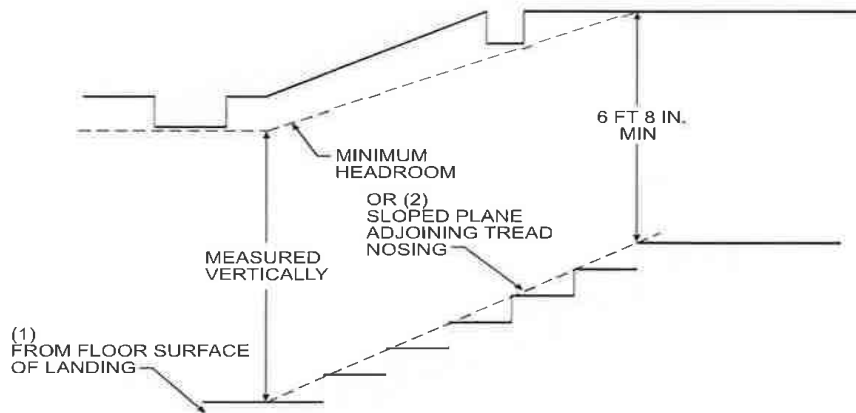 6 FT 8 IN.
MIN
MINIMUM
HEADROOM
OR (2)
SLOPED PLANE
ADJOINING TREAD
NOSING
MEASURED
VERTICALLY
(1)
FROM FLOOR SURFACE
OF LANDING